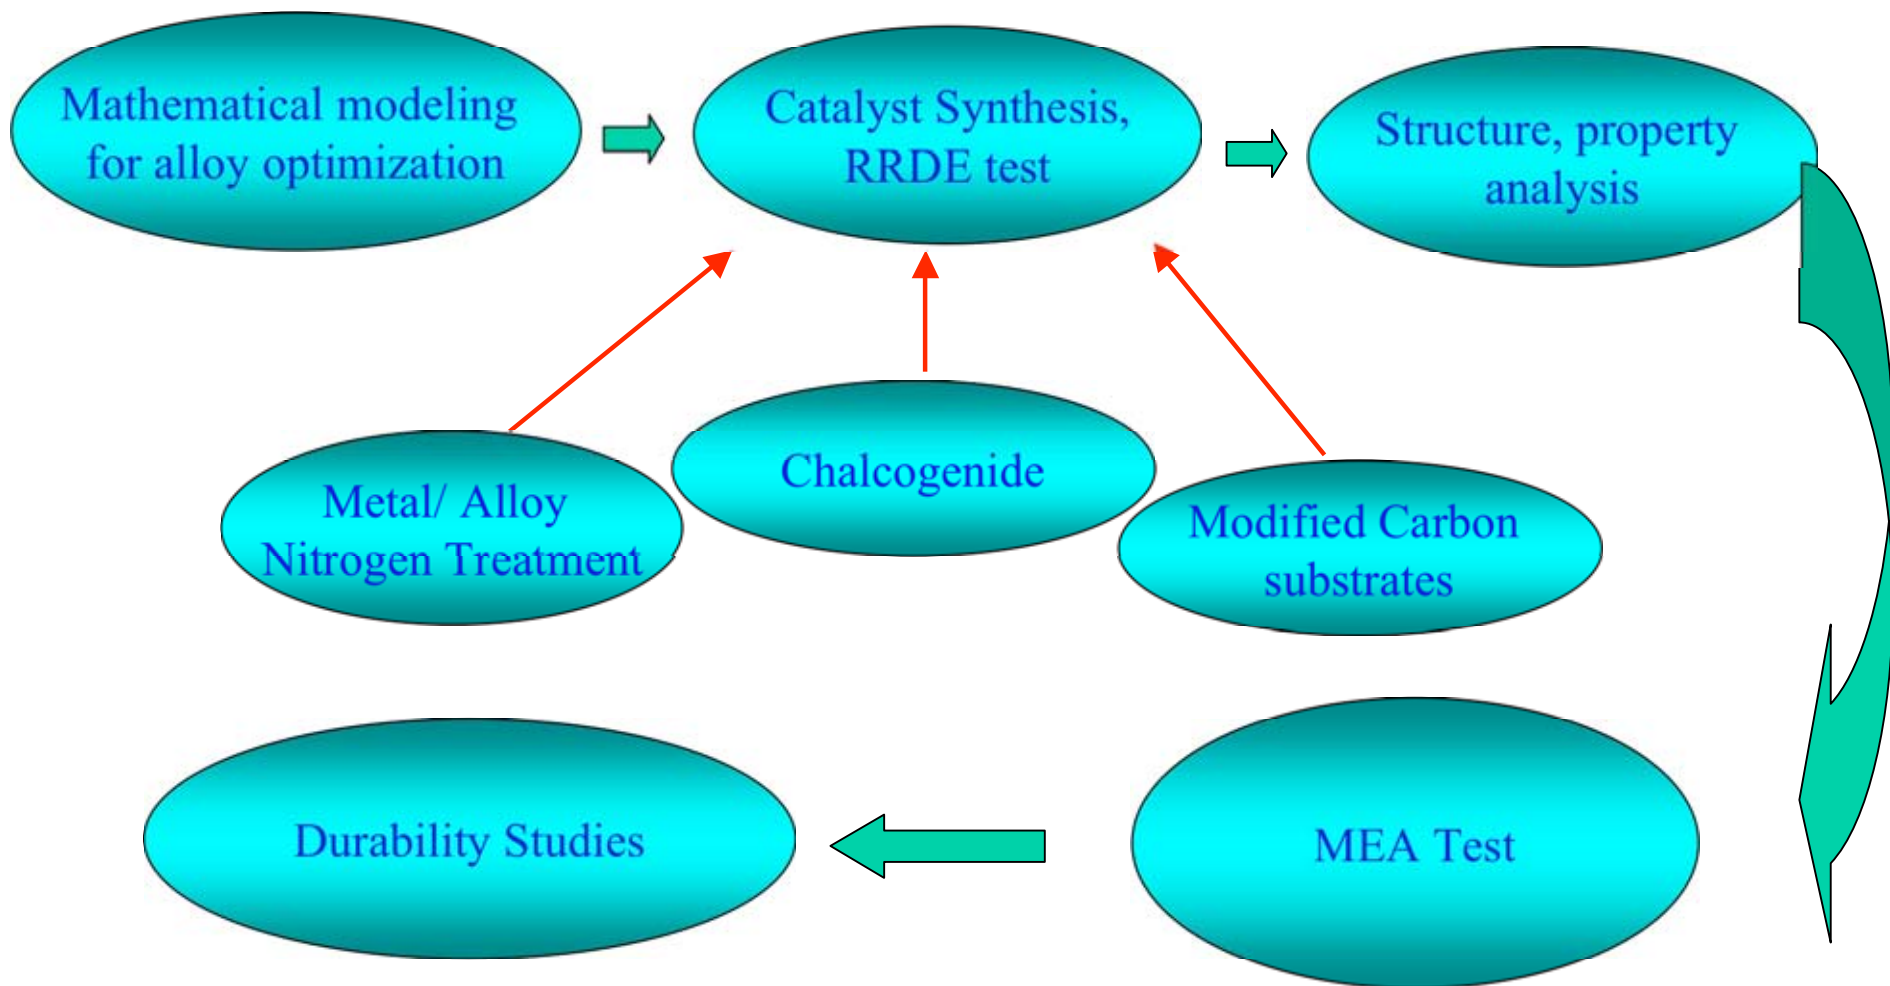 Mathematical modeling
for alloy optimization
Catalyst Synthesis,
RRDE test
Structure, property
analysis
Metal/ Alloy
Nitrogen Treatment
Chalcogenide
Modified Carbon
substrates
Durability Studies
MEA Test